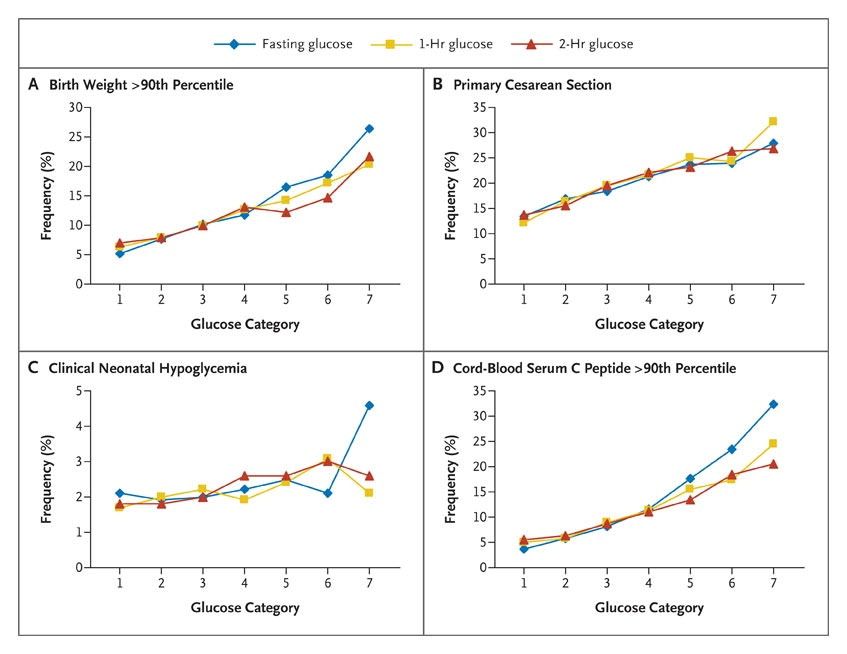 Fasting glucose 1-Hr glucose 2-Hr glucose
A Birth Weight >90th Percentile
30
25
20
15
10
5
0
Frequency (%)
1 2 3 4 5 6 7
Glucose Category
B Primary Cesarean Section
35
30
25
20
15
10
5
0
Frequency (%)
1 2 3 4 5 6 7
Glucose Category
C Clinical Neonatal Hypoglycemia
5
4
3
2
1
0
Frequency (%)
1 2 3 4 5 6 7
Glucose Category
D Cord-Blood Serum C Peptide >90th Percentile
35
30
25
20
15
10
5
0
Frequency (%)
1 2 3 4 5 6 7
Glucose Category